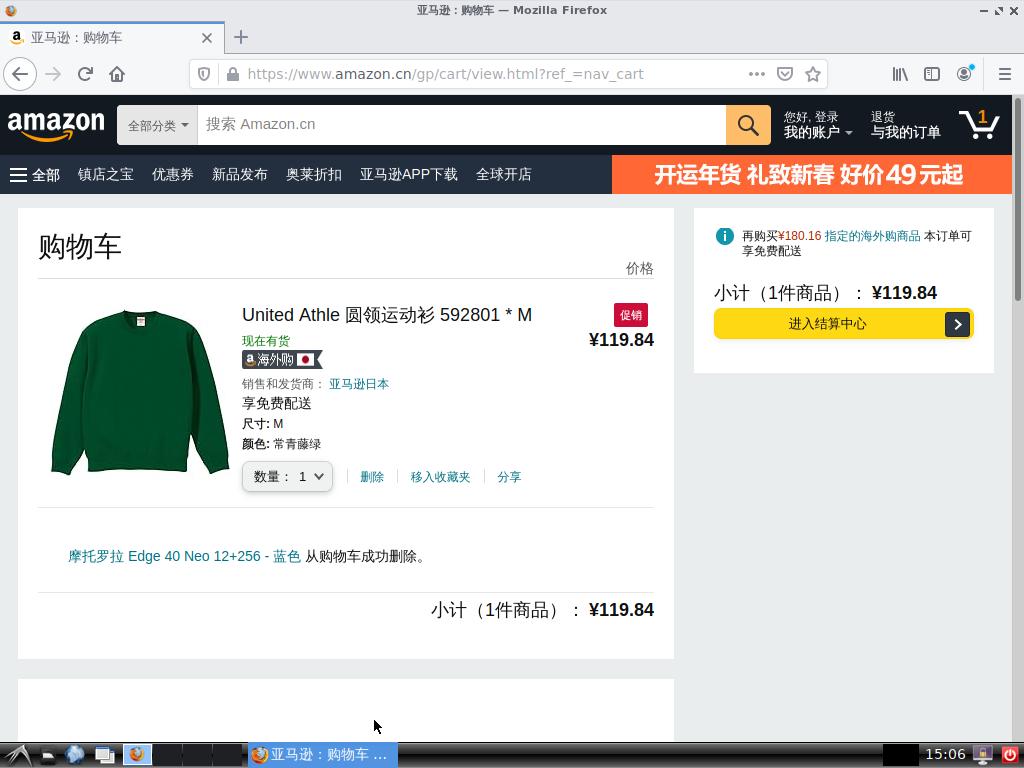 亚马逊：购物车 — Mozilla Firefox
亚马逊：购物车
https://www.amazon.cn/gp/cart/view.html?ref_=nav_cart
amazon
全部分类
搜索 Amazon.cn
您好, 登录
我的账户
退货
与我的订单
1
全部
镇店之宝
优惠券
新品发布
奥莱折扣
亚马逊APP下载
全球开店
开运年货 礼致新春 好价49元起
购物车
价格
United Athle 圆领运动衫 592801 * M
促销
¥119.84
现在有货
a 海外购
销售和发货商： 亚马逊日本
享免费配送
尺寸: M
颜色: 常青藤绿
数量： 1
删除
移入收藏夹
分享
摩托罗拉 Edge 40 Neo 12+256 - 蓝色 从购物车成功删除。
小计（1件商品）： ¥119.84
再购买¥180.16 指定的海外购商品 本订单可
享免费配送
小计（1件商品）： ¥119.84
进入结算中心
亚马逊：购物车 ...
15:06